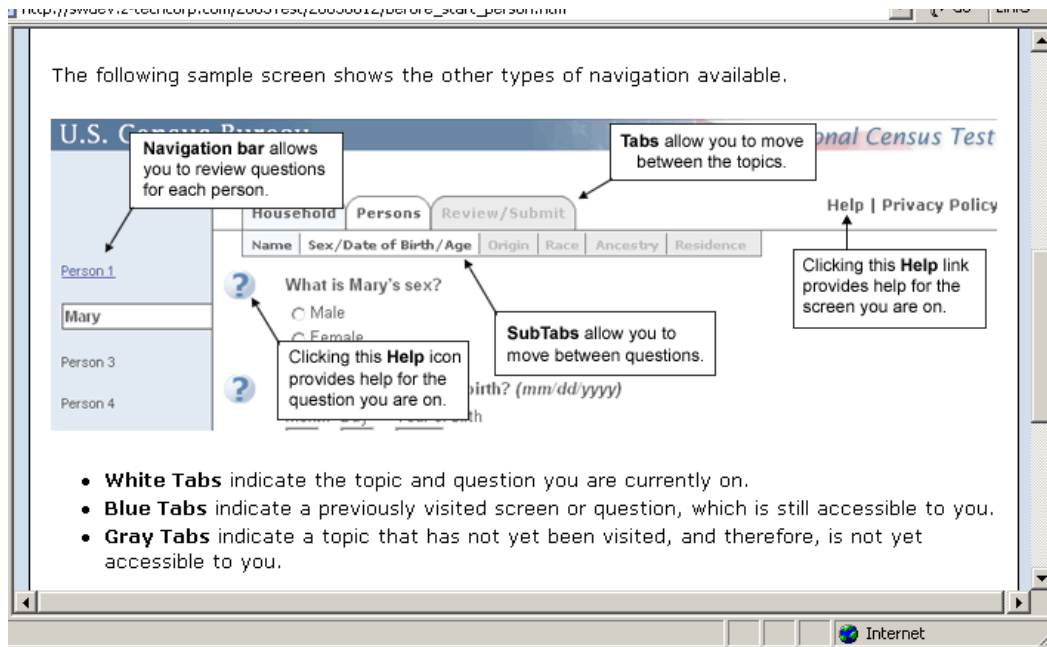 The following sample screen shows the other types of navigation available.
U.S. Census Bureau
onal Census Test
Navigation bar allows
you to review questions
for each person.
Tabs allow you to move
between the topics.
Household Persons Review/Submit
Help | Privacy Policy
Name Sex/Date of Birth/Age Origin Race Ancestry Residence
Person 1
Mary
Person 3
Person 4
What is Mary's sex?
Male
Female
Clicking this Help link
provides help for the
screen you are on.
SubTabs allow you to
move between questions.
Clicking this Help icon
provides help for the
question you are on.
birth? (mm/dd/yyyy)
• White Tabs indicate the topic and question you are currently on.
• Blue Tabs indicate a previously visited screen or question, which is still accessible to you.
• Gray Tabs indicate a topic that has not yet been visited, and therefore, is not yet
accessible to you.
Internet